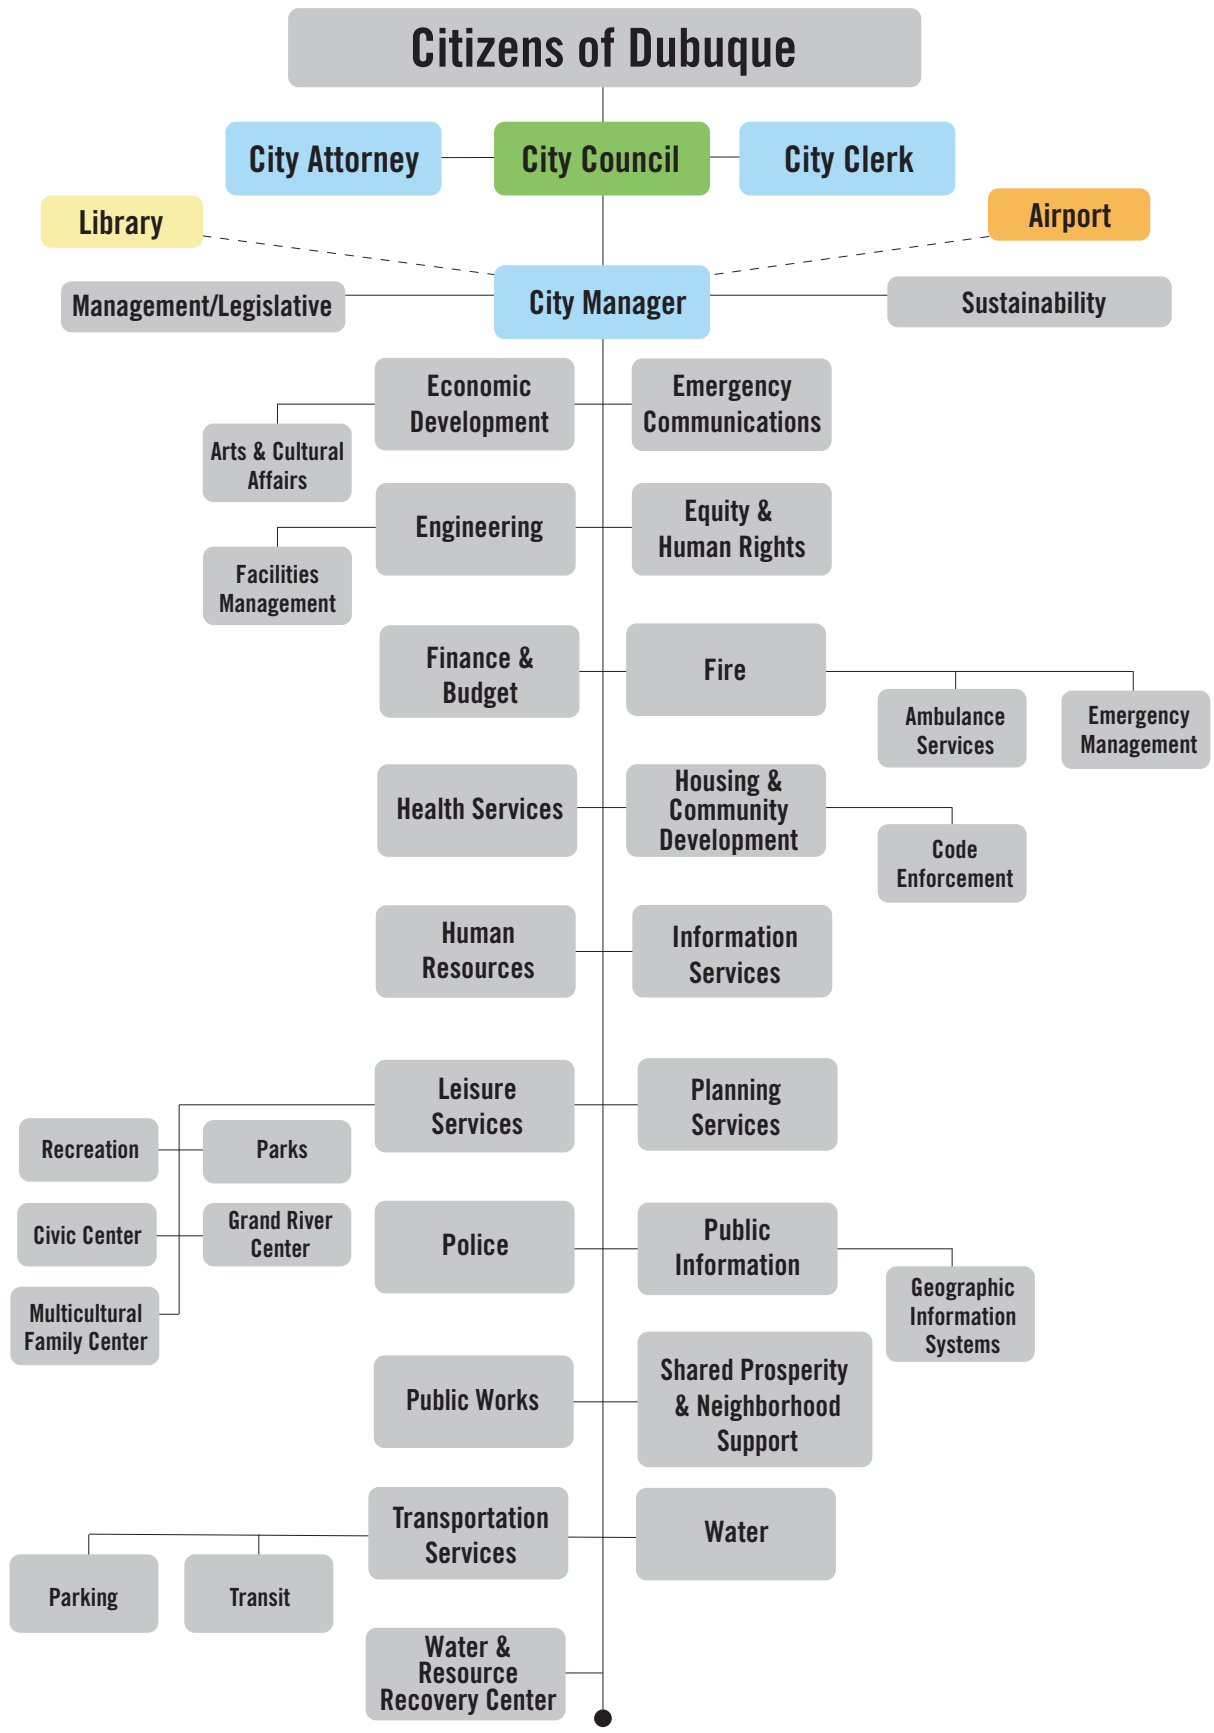 Citizens of Dubuque
City Attorney
City Council
City Clerk
Library
Airport
Management/Legislative
City Manager
Sustainability
Economic
Development
Emergency
Communications
Arts & Cultural
Affairs
Engineering
Equity &
Human Rights
Facilities
Management
Finance &
Budget
Fire
Ambulance
Services
Emergency
Management
Health Services
Housing &
Community
Development
Code
Enforcement
Human
Resources
Information
Services
Leisure
Services
Planning
Services
Recreation
Parks
Civic Center
Grand River
Center
Multicultural
Family Center
Police
Public
Information
Geographic
Information
Systems
Public Works
Shared Prosperity
& Neighborhood
Support
Transportation
Services
Water
Parking
Transit
Water &
Resource
Recovery Center